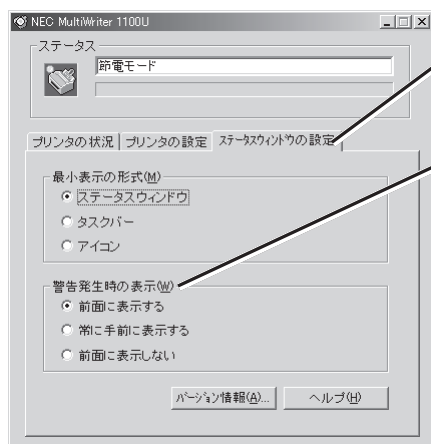 NEC MultiWriter 1100U
ステータス
節電モード
プリンタの状況 プリンタの設定 ステータスウィンドウの設定
最小表示の形式(M)
ステータスウィンドウ
タスクバー
アイコン
警告発生時の表示(W)
前面に表示する
常に手前に表示する
前面に表示しない
バージョン情報(A)... ヘルプ(H)